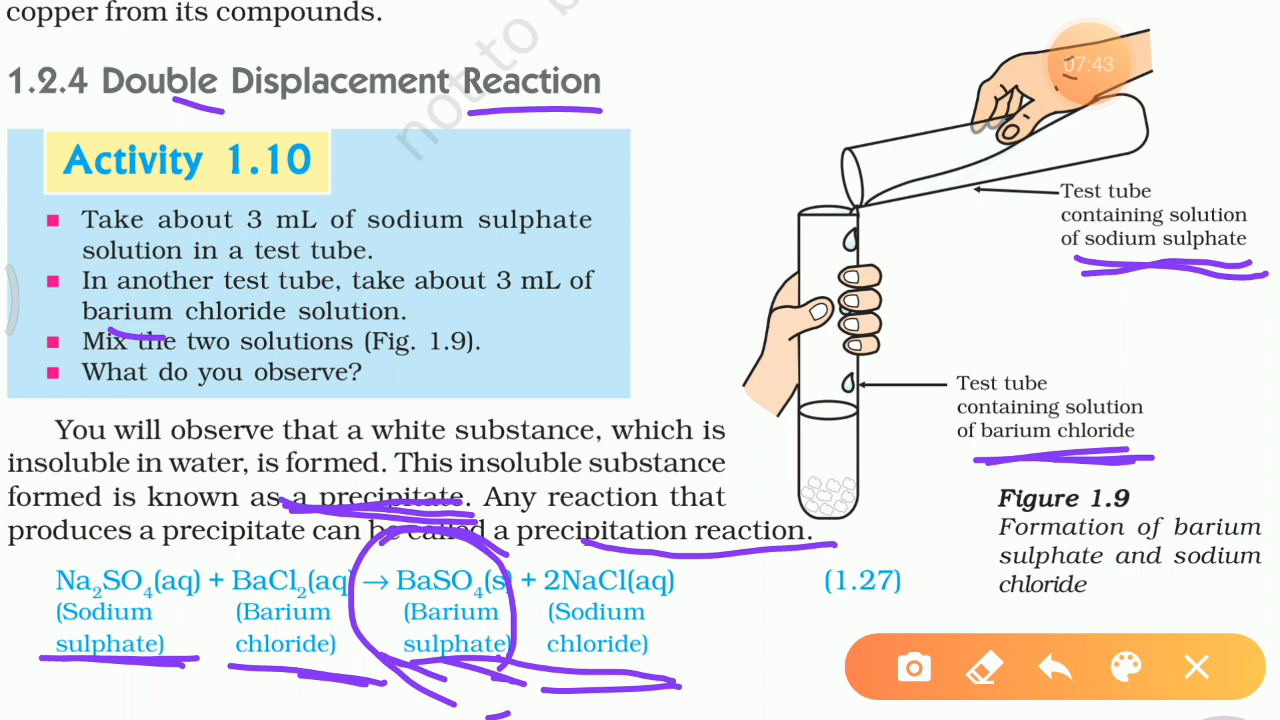 copper from its compounds.
1.2.4 Double Displacement Reaction
not to b
Activity 1.10
Take about 3 mL of sodium sulphate
solution in a test tube.
In another test tube, take about 3 mL of
barium chloride solution.
Mix the two solutions (Fig. 1.9).
What do you observe?
You will observe that a white substance, which is
insoluble in water, is formed. This insoluble substance
formed is known as a precipitate. Any reaction that
produces a precipitate can be called a precipitation reaction.
Na₂SO₄(aq) + BaCl₂(aq) → BaSO₄(s) + 2NaCl(aq) (1.27)
(Sodium (Barium (Barium (Sodium
sulphate) chloride) sulphate) chloride)
07:43
Test tube
containing solution
of sodium sulphate
Test tube
containing solution
of barium chloride
Figure 1.9
Formation of barium
sulphate and sodium
chloride